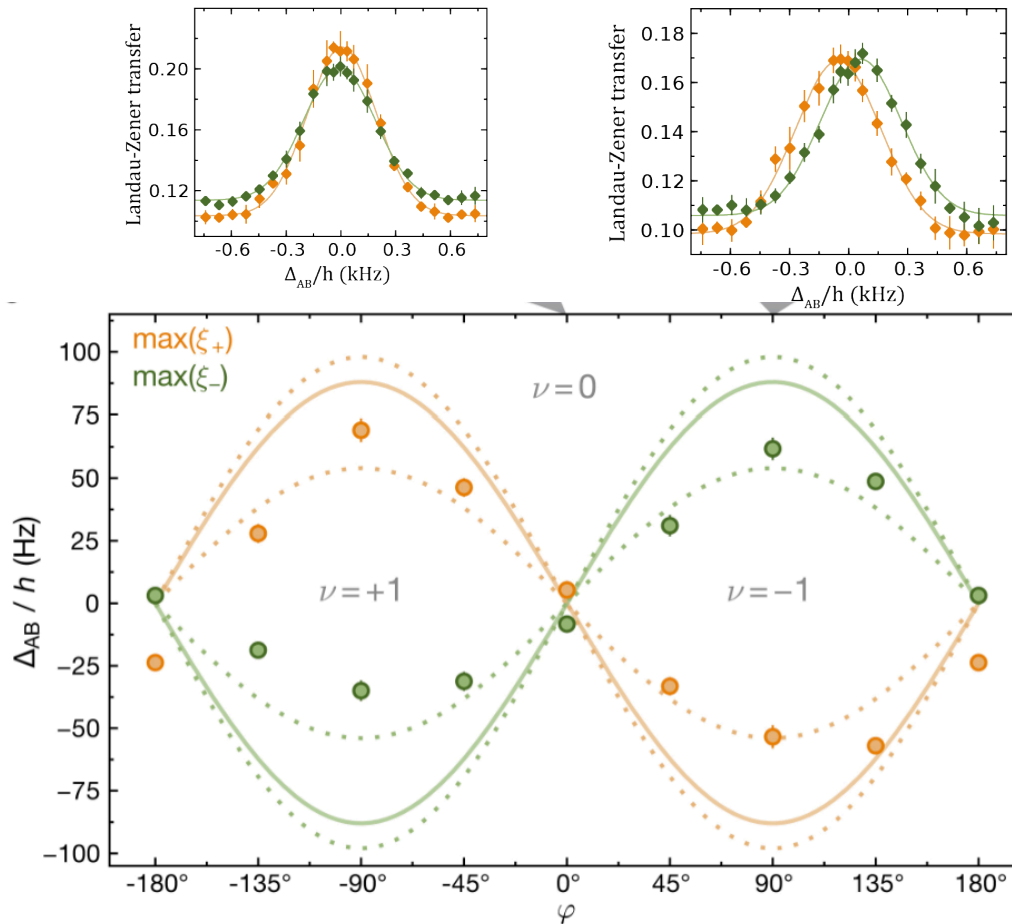 Landau-Zener transfer
0.20
0.16
0.12
-0.6 -0.3 0.0 0.3 0.6
Δ_AB/h (kHz)
Landau-Zener transfer
0.18
0.16
0.14
0.12
0.10
-0.6 -0.3 0.0 0.3 0.6
Δ_AB/h (kHz)
max(ξ₊)
max(ξ₋)
ν=0
ν=+1
ν=−1
Δ_AB / h (Hz)
100
75
50
25
0
−25
−50
−75
−100
-180° -135° -90° -45° 0° 45° 90° 135° 180°
φ